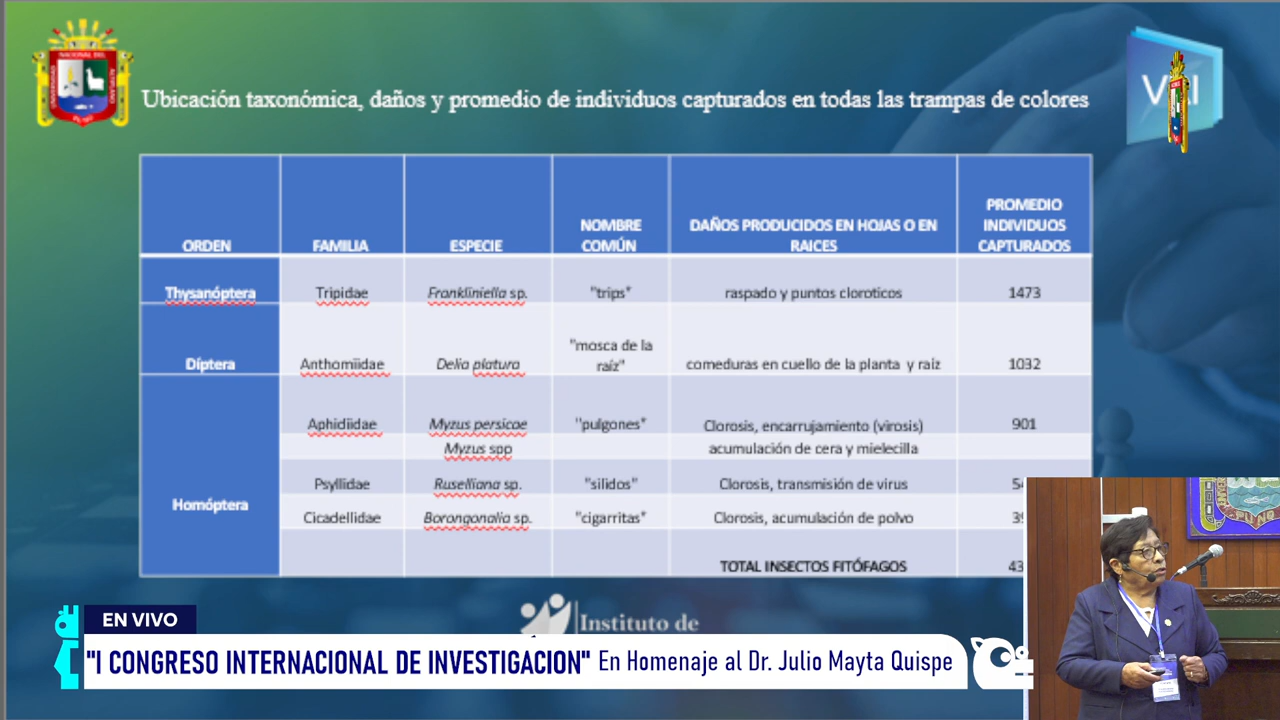 Ubicación taxonómica, daños y promedio de individuos capturados en todas las trampas de colores
ORDEN
FAMILIA
ESPECIE
NOMBRE
COMÚN
DAÑOS PRODUCIDOS EN HOJAS O EN
RAICES
PROMEDIO
INDIVIDUOS
CAPTURADOS
Thysanóptera
Tripidae
Frankliniella sp.
"trips"
raspado y puntos cloroticos
1473
Díptera
Anthomiidae
Delia platura
"mosca de la
raíz"
comeduras en cuello de la planta y raíz
1032
Homóptera
Aphidiidae
Myzus persicae
"pulgones"
Clorosis, encarrujamiento (virosis)
901
Myzus spp
acumulación de cera y mielecilla
Psyllidae
Ruselliana sp.
"silidos"
Clorosis, transmisión de virus
Cicadellidae
Borongonalia sp.
"cigarritas"
Clorosis, acumulación de polvo
TOTAL INSECTOS FITÓFAGOS
Instituto de
EN VIVO
"I CONGRESO INTERNACIONAL DE INVESTIGACION" En Homenaje al Dr. Julio Mayta Quispe